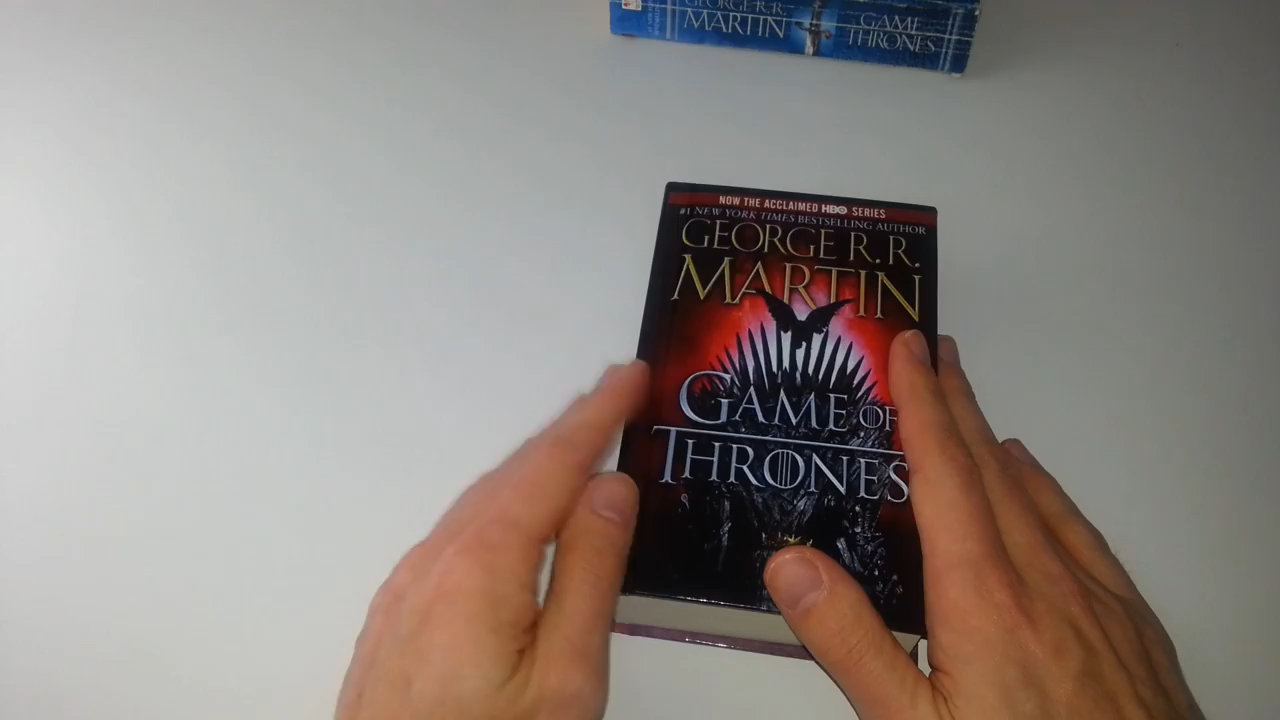 GEORGE R.R.
MARTIN
GAME
THRONES
NOW THE ACCLAIMED HBO SERIES
#1 NEW YORK TIMES BESTSELLING AUTHOR
GEORGE R. R.
MARTIN
GAME OF
THRONES